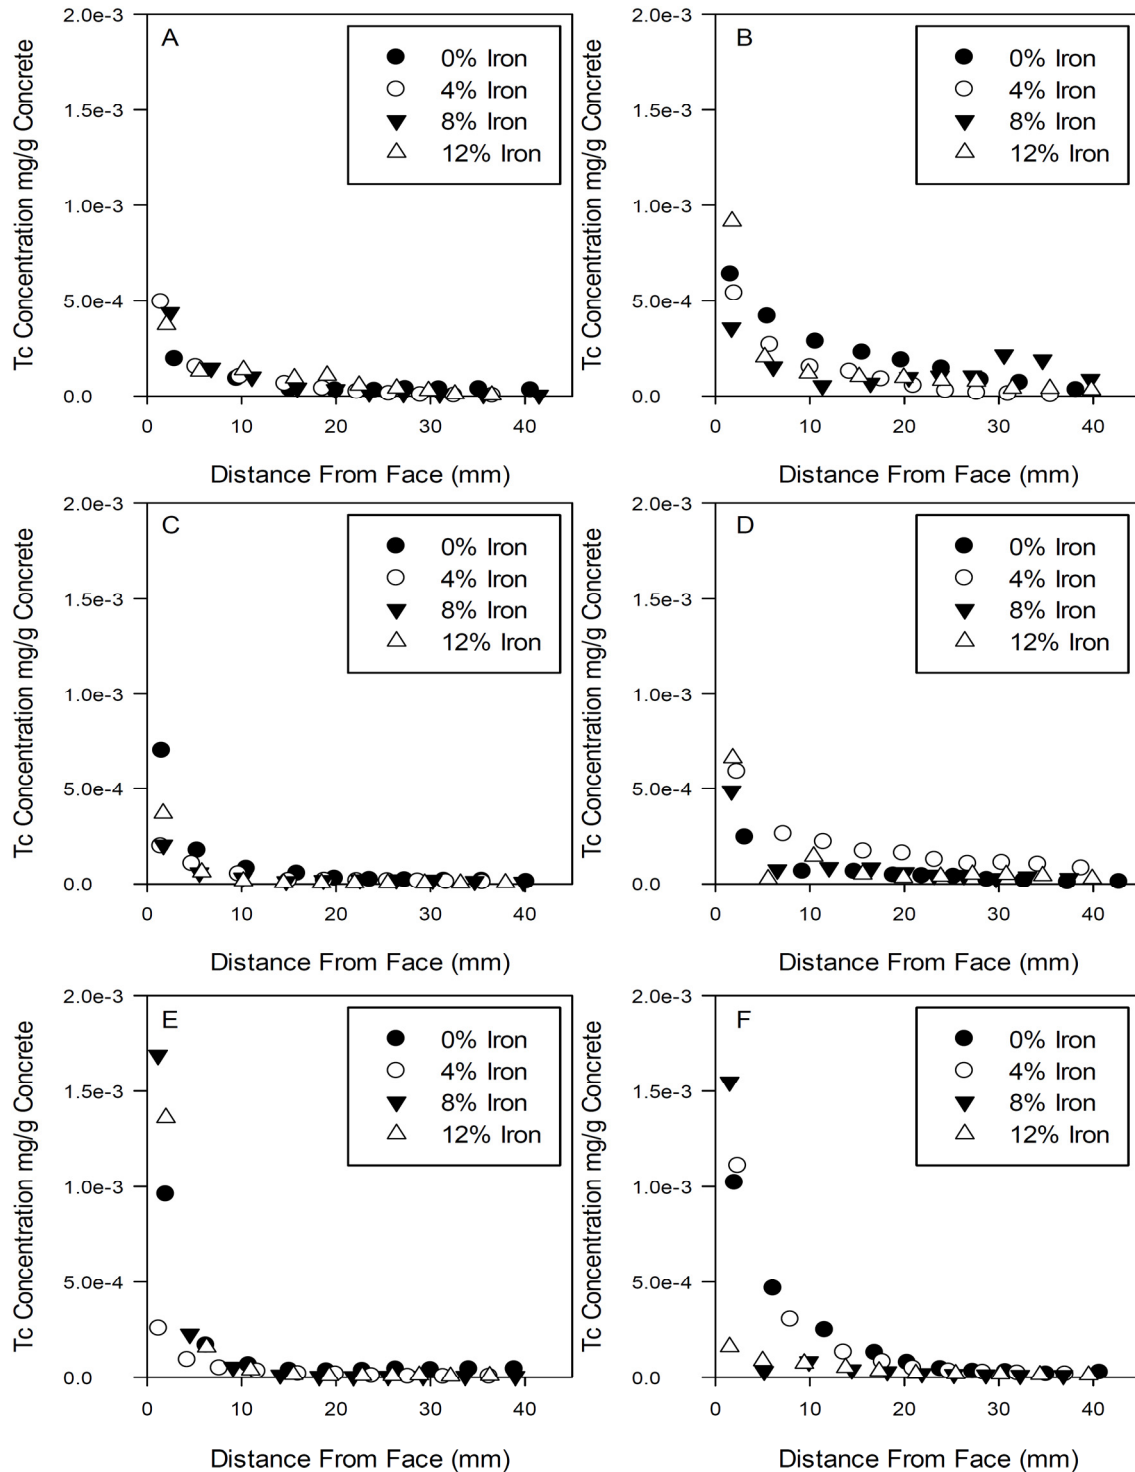 A
Tc Concentration mg/g Concrete
2.0e-3
1.5e-3
1.0e-3
5.0e-4
0.0
0% Iron
4% Iron
8% Iron
12% Iron
0 10 20 30 40
Distance From Face (mm)
B
Tc Concentration mg/g Concrete
2.0e-3
1.5e-3
1.0e-3
5.0e-4
0.0
0% Iron
4% Iron
8% Iron
12% Iron
0 10 20 30 40
Distance From Face (mm)
C
Tc Concentration mg/g Concrete
2.0e-3
1.5e-3
1.0e-3
5.0e-4
0.0
0% Iron
4% Iron
8% Iron
12% Iron
0 10 20 30 40
Distance From Face (mm)
D
Tc Concentration mg/g Concrete
2.0e-3
1.5e-3
1.0e-3
5.0e-4
0.0
0% Iron
4% Iron
8% Iron
12% Iron
0 10 20 30 40
Distance From Face (mm)
E
Tc Concentration mg/g Concrete
2.0e-3
1.5e-3
1.0e-3
5.0e-4
0.0
0% Iron
4% Iron
8% Iron
12% Iron
0 10 20 30 40
Distance From Face (mm)
F
Tc Concentration mg/g Concrete
2.0e-3
1.5e-3
1.0e-3
5.0e-4
0.0
0% Iron
4% Iron
8% Iron
12% Iron
0 10 20 30 40
Distance From Face (mm)